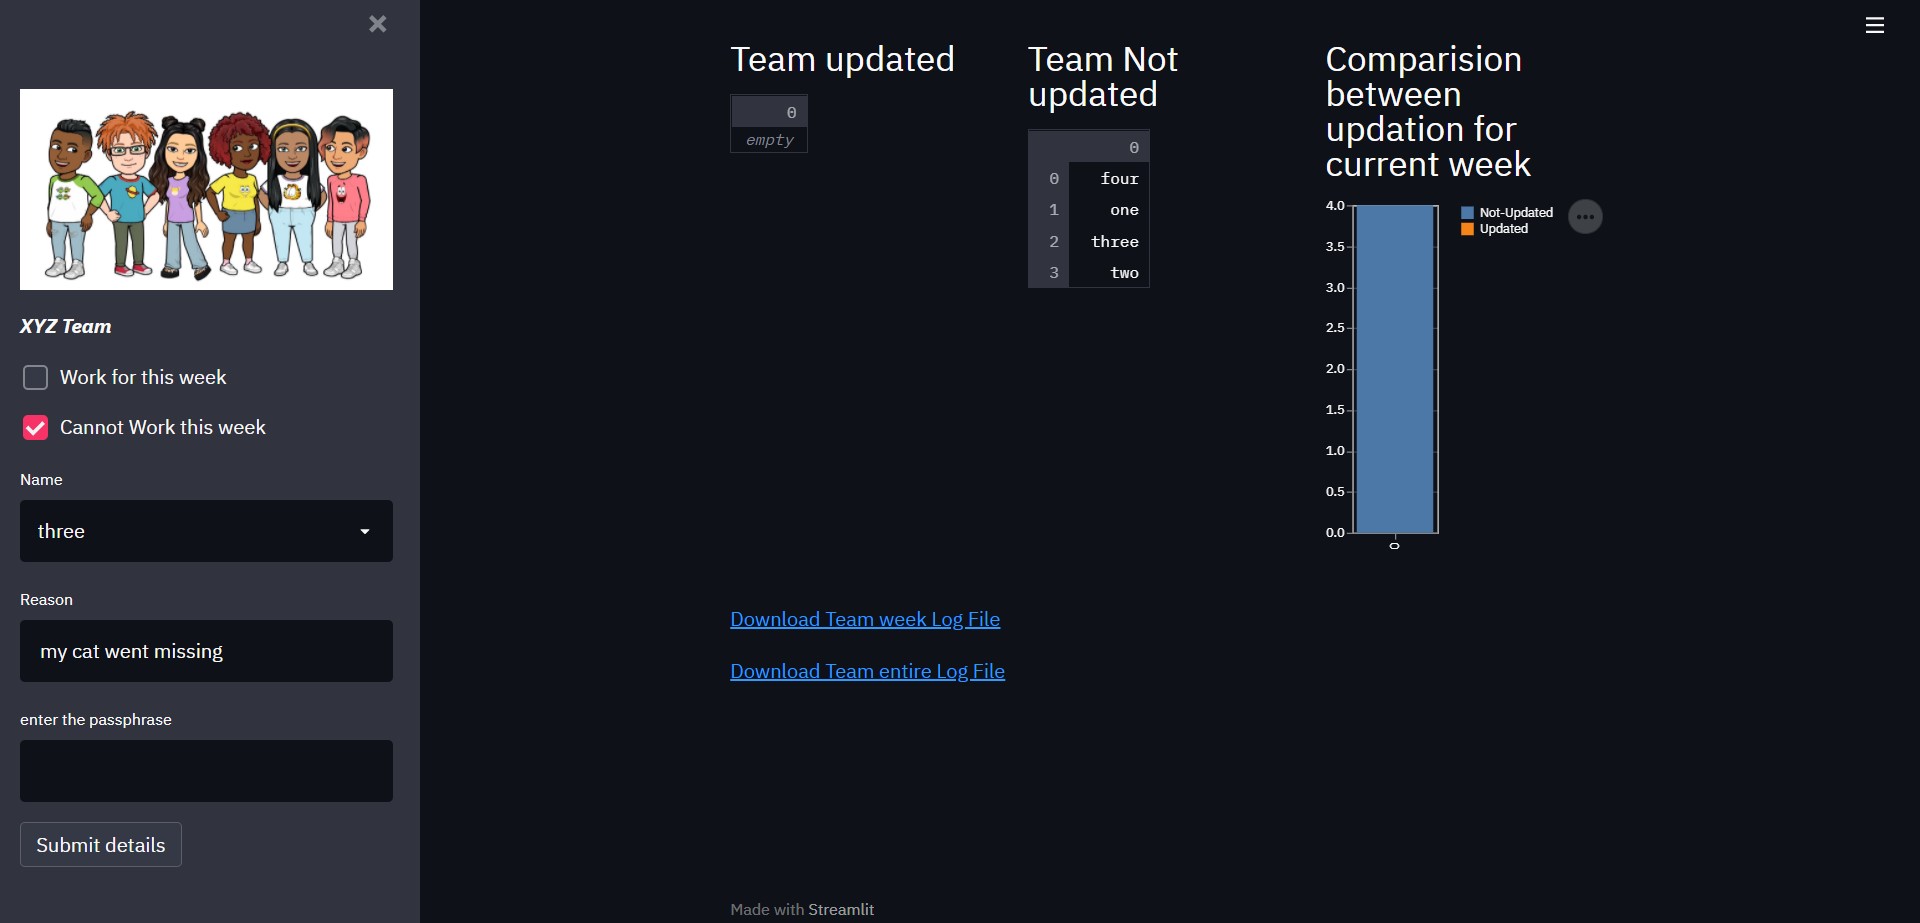 XYZ Team
Work for this week
Cannot Work this week
Name
three
Reason
my cat went missing
enter the passphrase
Submit details
Team updated
0
empty
Team Not
updated
0
0 four
1 one
2 three
3 two
Comparision
between
updation for
current week
4.0
3.5
3.0
2.5
2.0
1.5
1.0
0.5
0.0
0
Not-Updated
Updated
Download Team week Log File
Download Team entire Log File
Made with Streamlit